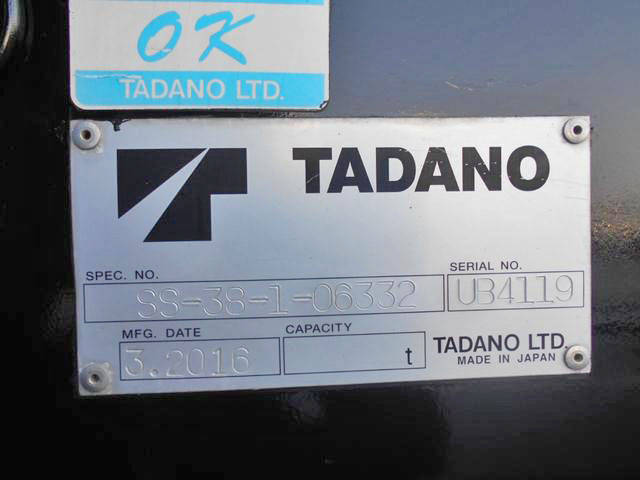 OK
TADANO LTD.
TADANO
SPEC. NO.
SS-38-1-06332
SERIAL NO.
UB4119
MFG. DATE
3.2016
CAPACITY
t
TADANO LTD.
MADE IN JAPAN